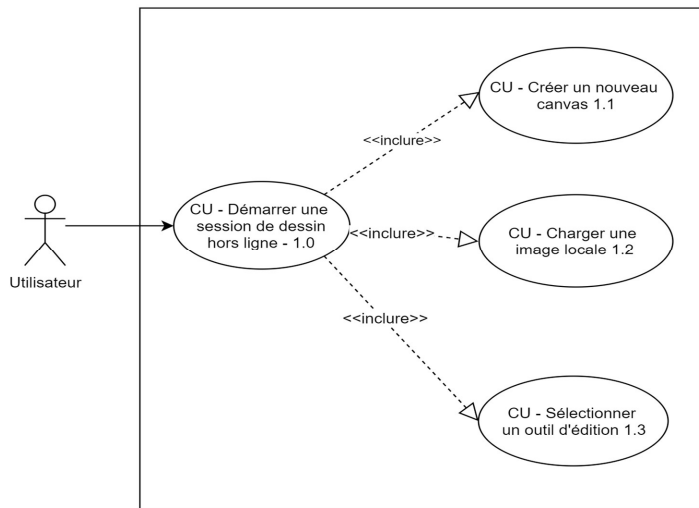 CU - Créer un nouveau
canvas 1.1
<<inclure>>
CU - Démarrer une
session de dessin
hors ligne - 1.0
<<inclure>>
CU - Charger une
image locale 1.2
Utilisateur
<<inclure>>
CU - Sélectionner
un outil d'édition 1.3